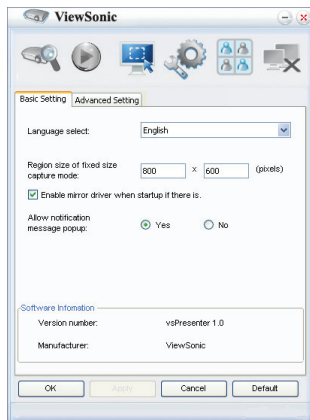 ViewSonic
Basic Setting Advanced Setting
Language select: English
Region size of fixed size
capture mode: 800 x 600 (pixels)
Enable mirror driver when startup if there is.
Allow notification
message popup: Yes No
Software Infomation
Version number: vsPresenter 1.0
Manufacturer: ViewSonic
OK Apply Cancel Default